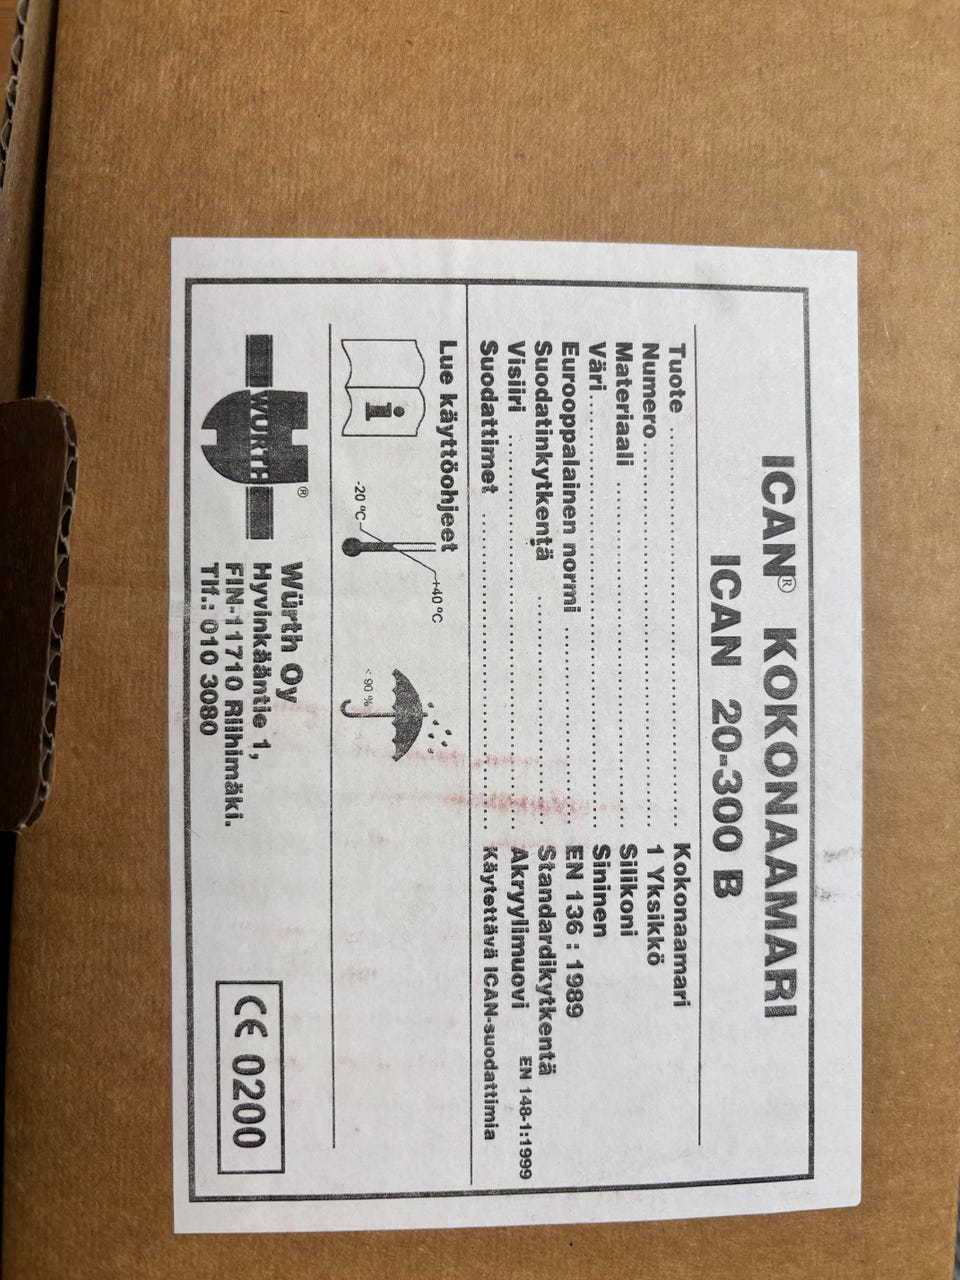 ICAN® KOKONAAMARI
ICAN 20-300 B
Tuote .......... Kokonaamari
Numero .......... 1 Yksikkö
Materiaali .......... Silikoni
Väri .......... Sininen
Eurooppalainen normi .......... EN 136 : 1989
Suodatinkytkentä .......... Standardikytkentä EN 148-1:1999
Visiiri .......... Akryylimuovi
Suodattimet .......... Käytettävä ICAN-suodattimia
Lue käyttöohjeet
i
-20 ºC
+40 ºC
< 90 %
WÜRTH®
Würth Oy
Hyvinkääntie 1,
FIN-11710 Riihimäki.
Tlf.: 010 3080
CE 0200